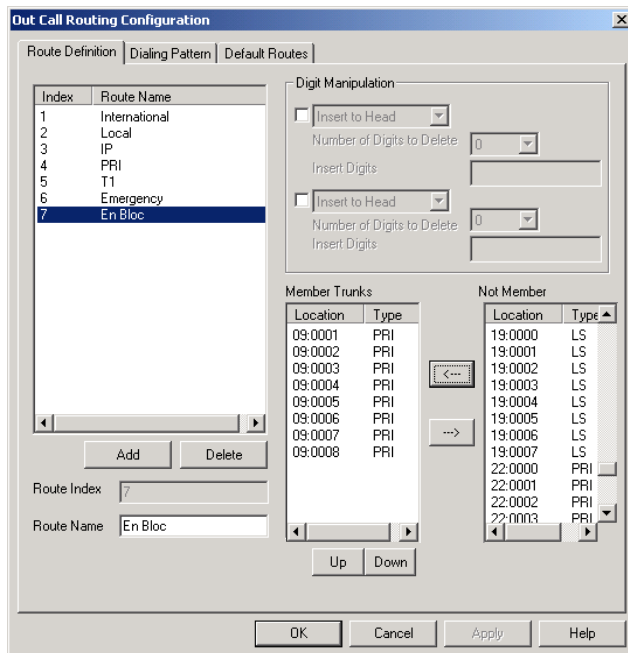 Out Call Routing Configuration
Route Definition Dialing Pattern Default Routes
Index Route Name
1 International
2 Local
3 IP
4 PRI
5 T1
6 Emergency
7 En Bloc
Add Delete
Route Index 7
Route Name En Bloc
Digit Manipulation
Insert to Head
Number of Digits to Delete 0
Insert Digits
Insert to Head
Number of Digits to Delete 0
Insert Digits
Member Trunks
Location Type
09:0001 PRI
09:0002 PRI
09:0003 PRI
09:0004 PRI
09:0005 PRI
09:0006 PRI
09:0007 PRI
09:0008 PRI
Up Down
<---
--->
Not Member
Location Type
19:0000 LS
19:0001 LS
19:0002 LS
19:0003 LS
19:0004 LS
19:0005 LS
19:0006 LS
19:0007 LS
22:0000 PRI
22:0001 PRI
22:0002 PRI
22:0003 PRI
OK Cancel Apply Help